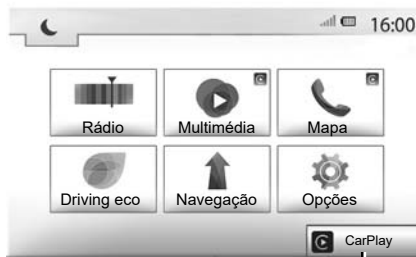 16:00
Rádio
Multimédia
Mapa
Driving eco
Navegação
Opções
CarPlay